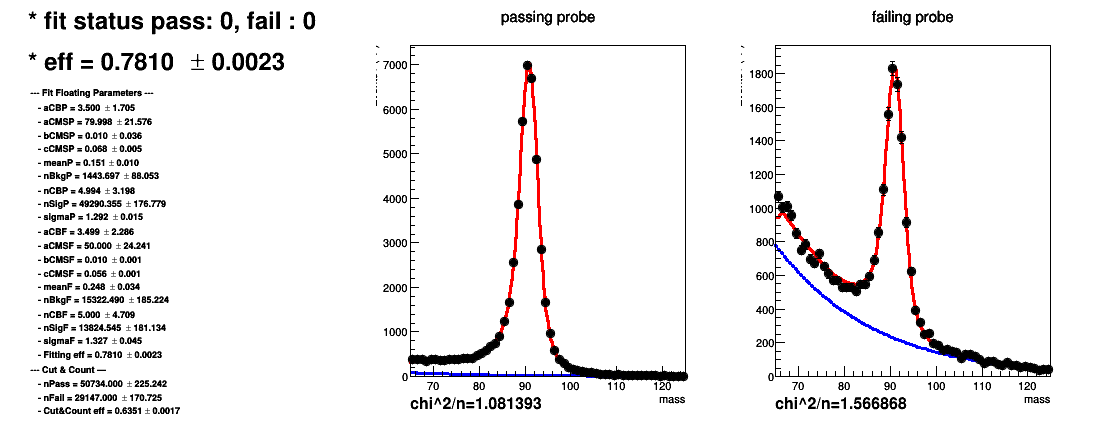 * fit status pass: 0, fail : 0
* eff = 0.7810 ± 0.0023
--- Fit Floating Parameters ---
- aCBP = 3.500 ± 1.705
- aCMSP = 79.998 ± 21.576
- bCMSP = 0.010 ± 0.036
- cCMSP = 0.068 ± 0.005
- meanP = 0.151 ± 0.010
- nBkgP = 1443.697 ± 88.053
- nCBP = 4.994 ± 3.198
- nSigP = 49290.355 ± 176.779
- sigmaP = 1.292 ± 0.015
- aCBF = 3.499 ± 2.286
- aCMSF = 50.000 ± 24.241
- bCMSF = 0.010 ± 0.001
- cCMSF = 0.056 ± 0.001
- meanF = 0.248 ± 0.034
- nBkgF = 15322.490 ± 185.224
- nCBF = 5.000 ± 4.709
- nSigF = 13824.545 ± 181.134
- sigmaF = 1.327 ± 0.045
- Fitting eff = 0.7810 ± 0.0023
--- Cut & Count ---
- nPass = 50734.000 ± 225.242
- nFail = 29147.000 ± 170.725
- Cut&Count eff = 0.6351 ± 0.0017
passing probe
7000
6000
5000
4000
3000
2000
1000
0
70 80 90 100 110 120
mass
chi^2/n=1.081393
failing probe
1800
1600
1400
1200
1000
800
600
400
200
0
70 80 90 100 110 120
mass
chi^2/n=1.566868